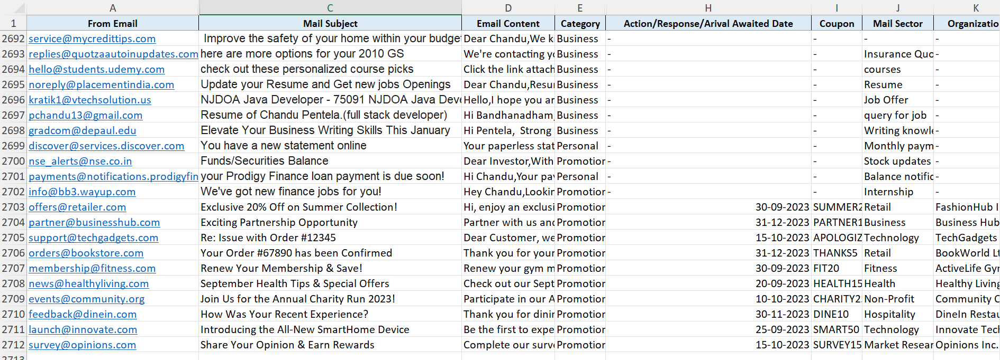 A C D E H I J K
1 From Email Mail Subject Email Content Category Action/Response/Arival Awaited Date Coupon Mail Sector Organizatio
2692 service@mycredittips.com Improve the safety of your home within your budget Dear Chandu,We k Business - - - -
2693 replies@quotzaautoinupdates.com here are more options for your 2010 GS We're contacting yo Business - - Insurance Quo -
2694 hello@students.udemy.com check out these personalized course picks Click the link attach Business - - courses -
2695 noreply@placementindia.com Update your Resume and Get new jobs Openings Dear Chandu,Resu Business - - Resume -
2696 kratik1@vtechsolution.us NJDOA Java Developer - 75091 NJDOA Java Deve Hello,I hope you ar Business - - Job Offer -
2697 pchandu13@gmail.com Resume of Chandu Pentela.(full stack developer) Hi Bandhanadham, Business - - query for job -
2698 gradcom@depaul.edu Elevate Your Business Writing Skills This January Hi Pentela, Strong Business - - Writing knowle -
2699 discover@services.discover.com You have a new statement online Your paperless stat Personal - - Monthly paym -
2700 nse_alerts@nse.co.in Funds/Securities Balance Dear Investor,With Promotion - - Stock updates -
2701 payments@notifications.prodigyfin your Prodigy Finance loan payment is due soon! Hi Chandu,Your pay Personal - - Balance notific -
2702 info@bb3.wayup.com We've got new finance jobs for you! Hey Chandu,Lookin Promotion - - Internship -
2703 offers@retailer.com Exclusive 20% Off on Summer Collection! Hi, enjoy an exclusi Promotion 30-09-2023 SUMMER2 Retail FashionHub I
2704 partner@businesshub.com Exciting Partnership Opportunity Partner with us and Promotion 31-12-2023 PARTNER1 Business Business Hub
2705 support@techgadgets.com Re: Issue with Order #12345 Dear Customer, we Promotion 15-10-2023 APOLOGIZ Technology TechGadgets
2706 orders@bookstore.com Your Order #67890 has been Confirmed Thank you for your Promotion 31-12-2023 THANKS5 Retail BookWorld Lt
2707 membership@fitness.com Renew Your Membership & Save! Renew your gym m Promotion 30-09-2023 FIT20 Fitness ActiveLife Gyr
2708 news@healthyliving.com September Health Tips & Special Offers Check out our Sept Promotion 20-09-2023 HEALTH15 Health Healthy Living
2709 events@community.org Join Us for the Annual Charity Run 2023! Participate in our A Promotion 10-10-2023 CHARITY2 Non-Profit Community C
2710 feedback@dinein.com How Was Your Recent Experience? Thank you for dinin Promotion 30-11-2023 DINE10 Hospitality DineIn Restau
2711 launch@innovate.com Introducing the All-New SmartHome Device Be the first to expe Promotion 25-09-2023 SMART50 Technology Innovate Tech
2712 survey@opinions.com Share Your Opinion & Earn Rewards Complete our surve Promotion 15-10-2023 SURVEY15 Market Resear Opinions Inc.
2713